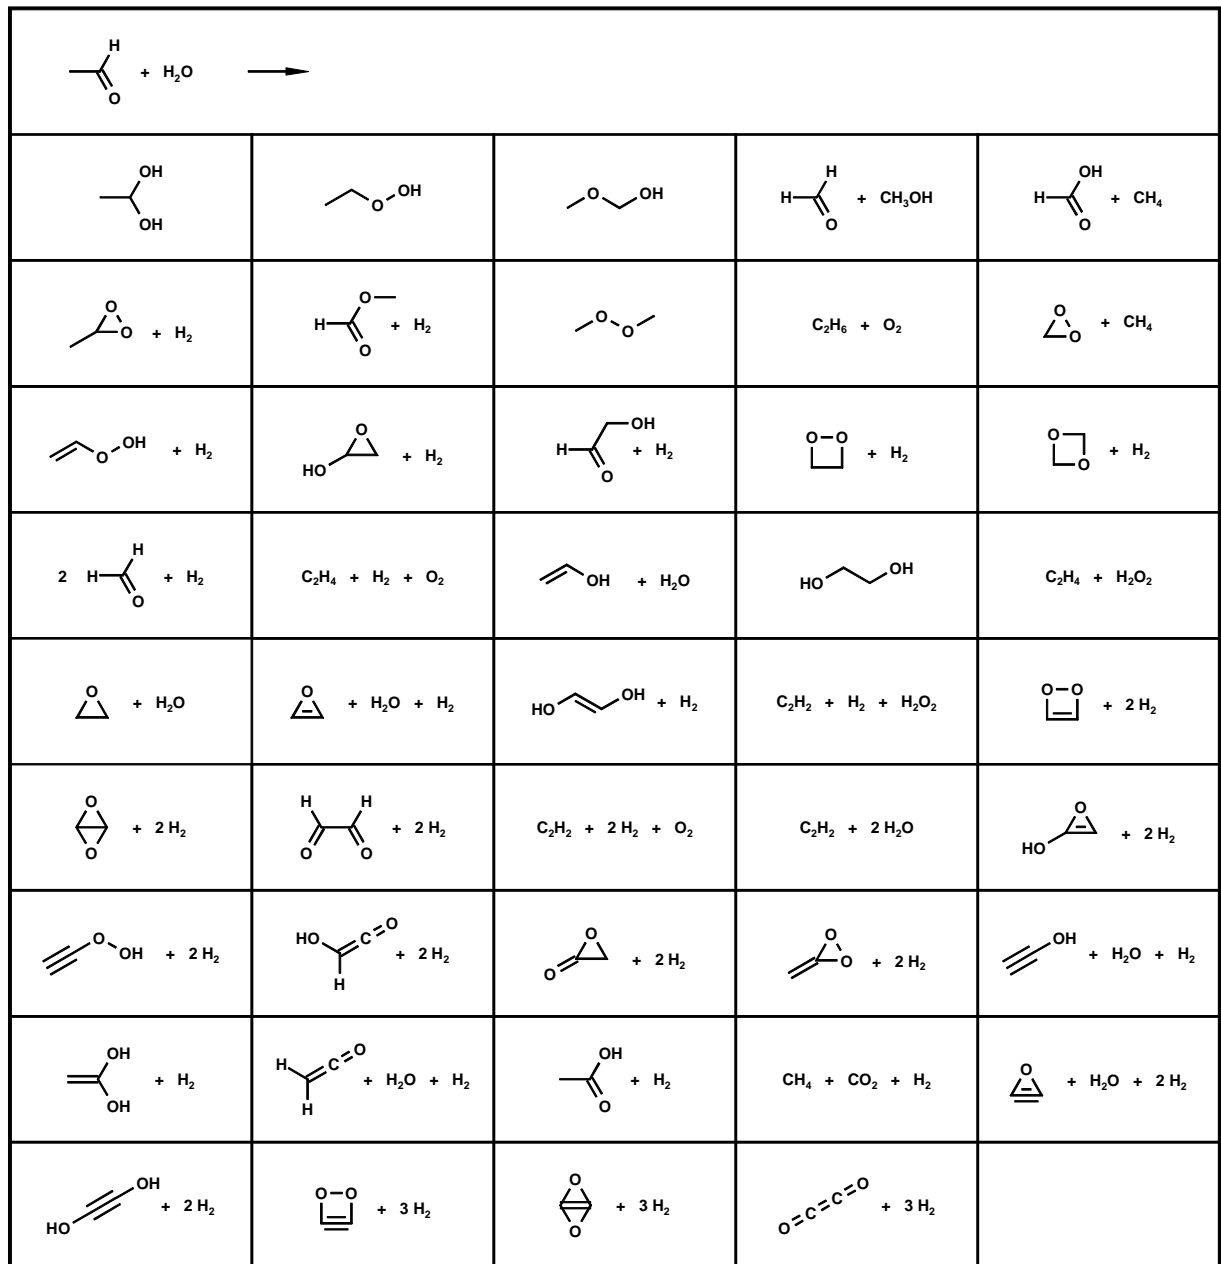 H
+ H₂O
O
OH OH
O OH O OH H H + CH₃OH H OH + CH₄
OH O O
O O + H₂ H O + H₂ O O O C₂H₆ + O₂ O O + CH₄
O OH + H₂ O HO + H₂ H OH O + H₂ O O + H₂ O O + H₂
2 H H O + H₂ C₂H₄ + H₂ + O₂ OH + H₂O HO OH C₂H₄ + H₂O₂
O + H₂O O + H₂O + H₂ HO OH + H₂ C₂H₂ + H₂ + H₂O₂ O O + 2 H₂
O O + 2 H₂ H H O O + 2 H₂ C₂H₂ + 2 H₂ + O₂ C₂H₂ + 2 H₂O O HO + 2 H₂
O OH + 2 H₂ HO C O H + 2 H₂ O O + 2 H₂ O O + 2 H₂ OH + H₂O + H₂
OH OH + H₂ H C O H + H₂O + H₂ OH O + H₂ CH₄ + CO₂ + H₂ O + H₂O + 2 H₂
OH HO + 2 H₂ O O + 3 H₂ O O + 3 H₂ O C C O + 3 H₂